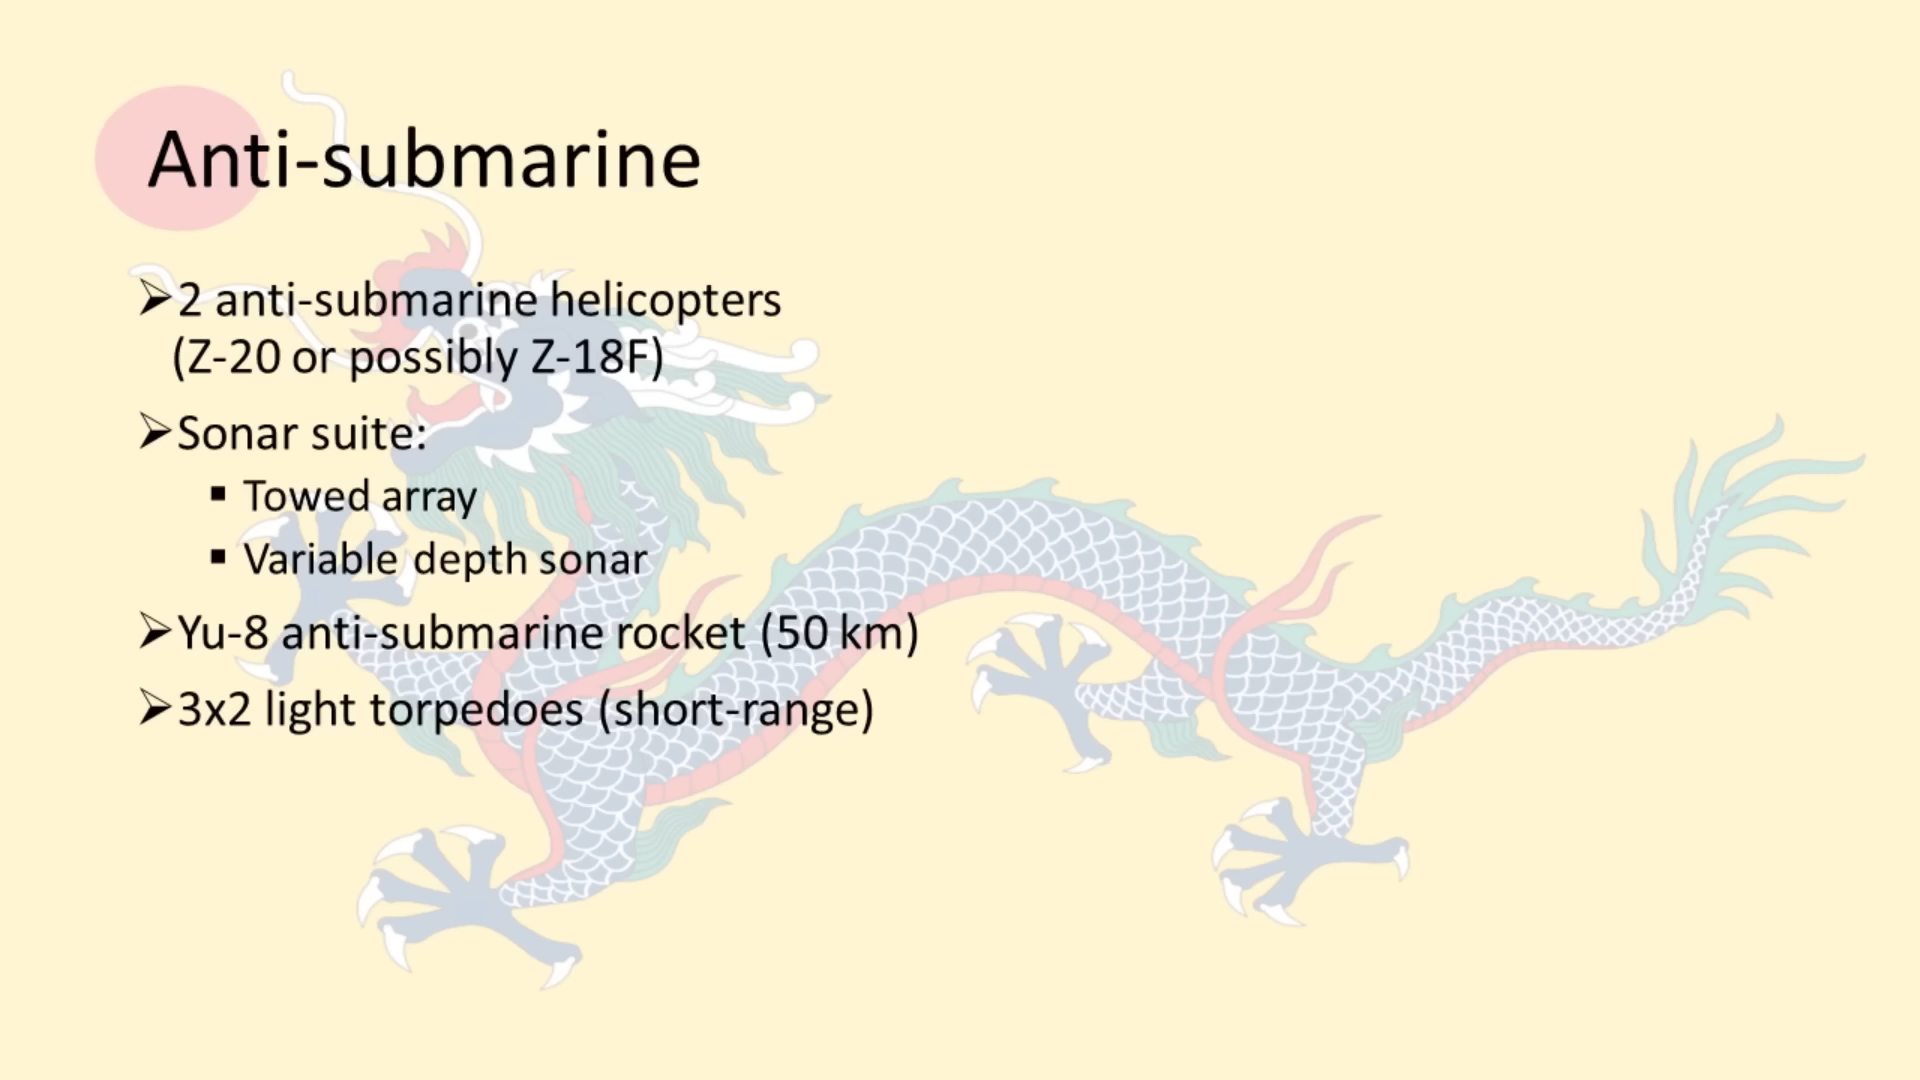 Anti-submarine
➢2 anti-submarine helicopters
(Z-20 or possibly Z-18F)
➢Sonar suite:
▪ Towed array
▪ Variable depth sonar
➢Yu-8 anti-submarine rocket (50 km)
➢3x2 light torpedoes (short-range)